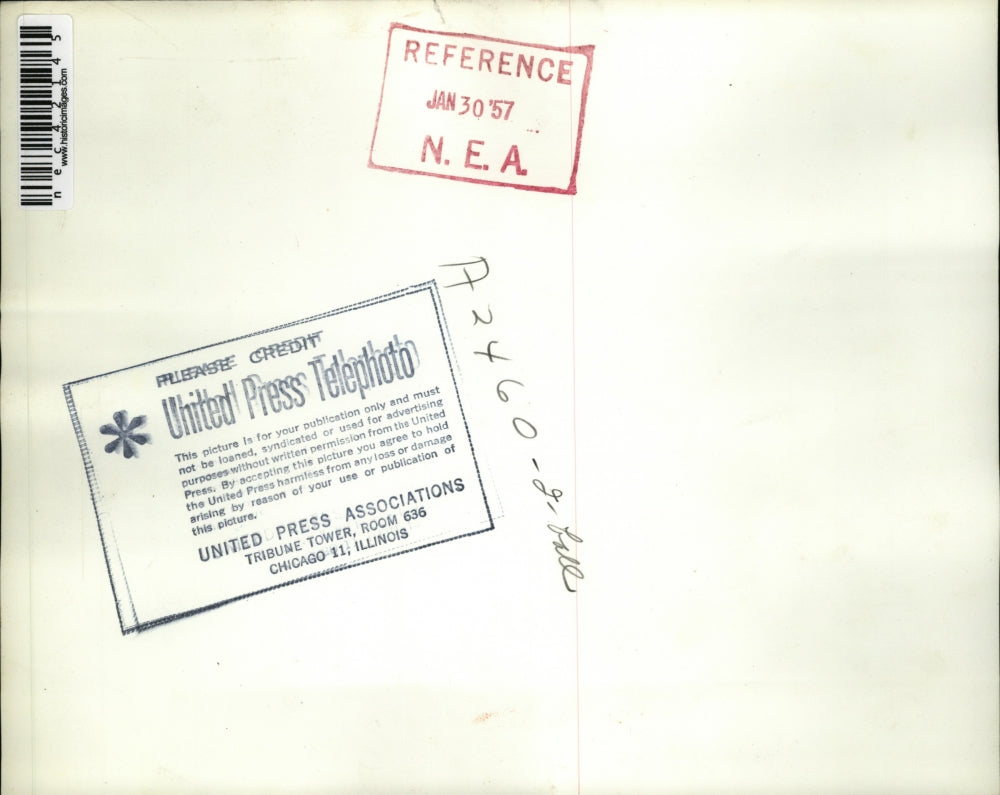 nec42145
www.historicimages.com
REFERENCE
JAN 30 '57
N. E. A.
PLEASE CREDIT
United Press Telephoto
This picture is for your publication only and must
not be loaned, syndicated or used for advertising
purposes without written permission from the United
Press. By accepting this picture you agree to hold
the United Press harmless from any loss or damage
arising by reason of your use or publication of
this picture.
UNITED PRESS ASSOCIATIONS
TRIBUNE TOWER, ROOM 636
CHICAGO 11, ILLINOIS
A2460-g-ball